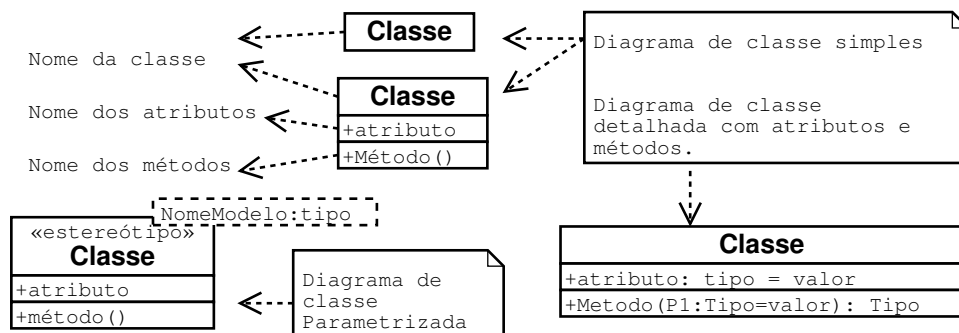 Classe
Diagrama de classe simples
Nome da classe
Classe
Diagrama de classe
detalhada com atributos e
métodos.
Nome dos atributos
+atributo
Nome dos métodos
+Método()
NomeModelo:tipo
«estereótipo»
Classe
+atributo
+método()
Diagrama de
classe
Parametrizada
Classe
+atributo: tipo = valor
+Metodo(P1:Tipo=valor): Tipo